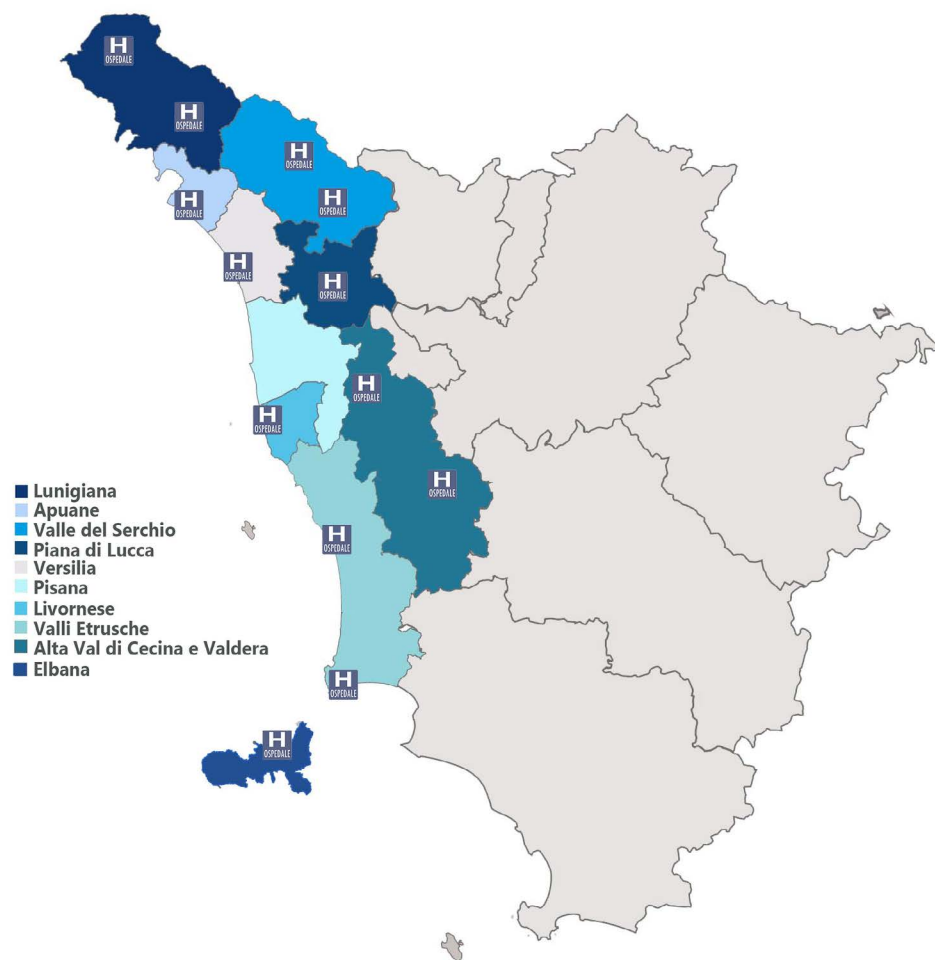 H
OSPEDALE
H
OSPEDALE
H
OSPEDALE
H
OSPEDALE
H
OSPEDALE
H
OSPEDALE
H
OSPEDALE
H
OSPEDALE
H
OSPEDALE
H
OSPEDALE
H
OSPEDALE
H
OSPEDALE
H
OSPEDALE
Lunigiana
Apuane
Valle del Serchio
Piana di Lucca
Versilia
Pisana
Livornese
Valli Etrusche
Alta Val di Cecina e Valdera
Elbana